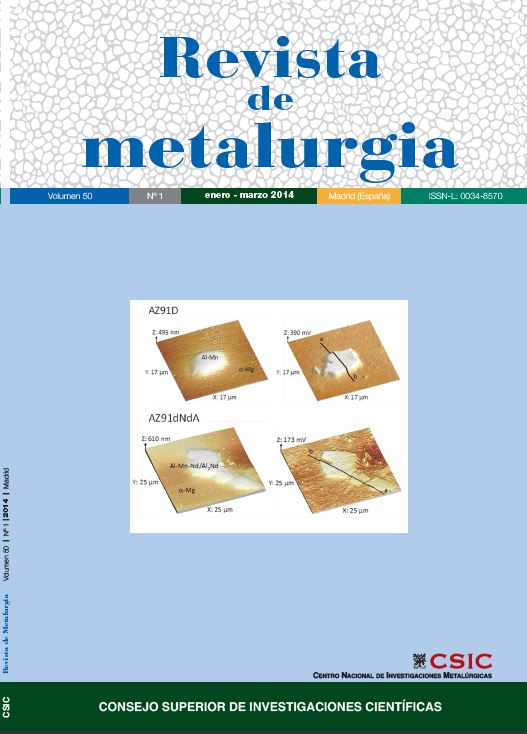 Revista
de
metalurgia
Volumen 50
Nº 1
enero - marzo 2014
Madrid (España)
ISSN-L: 0034-8570
AZ91D
Z: 495 nm
Al-Mn
α-Mg
Y: 17 µm
X: 17 µm
Z: 390 mV
a
b
Y: 17 µm
X: 17 µm
AZ91dNdA
Z: 610 nm
Al-Mn-Nd/Al₂Nd
α-Mg
Y: 25 µm
X: 25 µm
Z: 173 mV
b
a
Y: 25 µm
X: 25 µm
CSIC
CENTRO NACIONAL DE INVESTIGACIONES METALÚRGICAS
CONSEJO SUPERIOR DE INVESTIGACIONES CIENTÍFICAS
CSIC
Revista de Metalurgia
Volumen 50 | Nº 1 | 2014 | Madrid